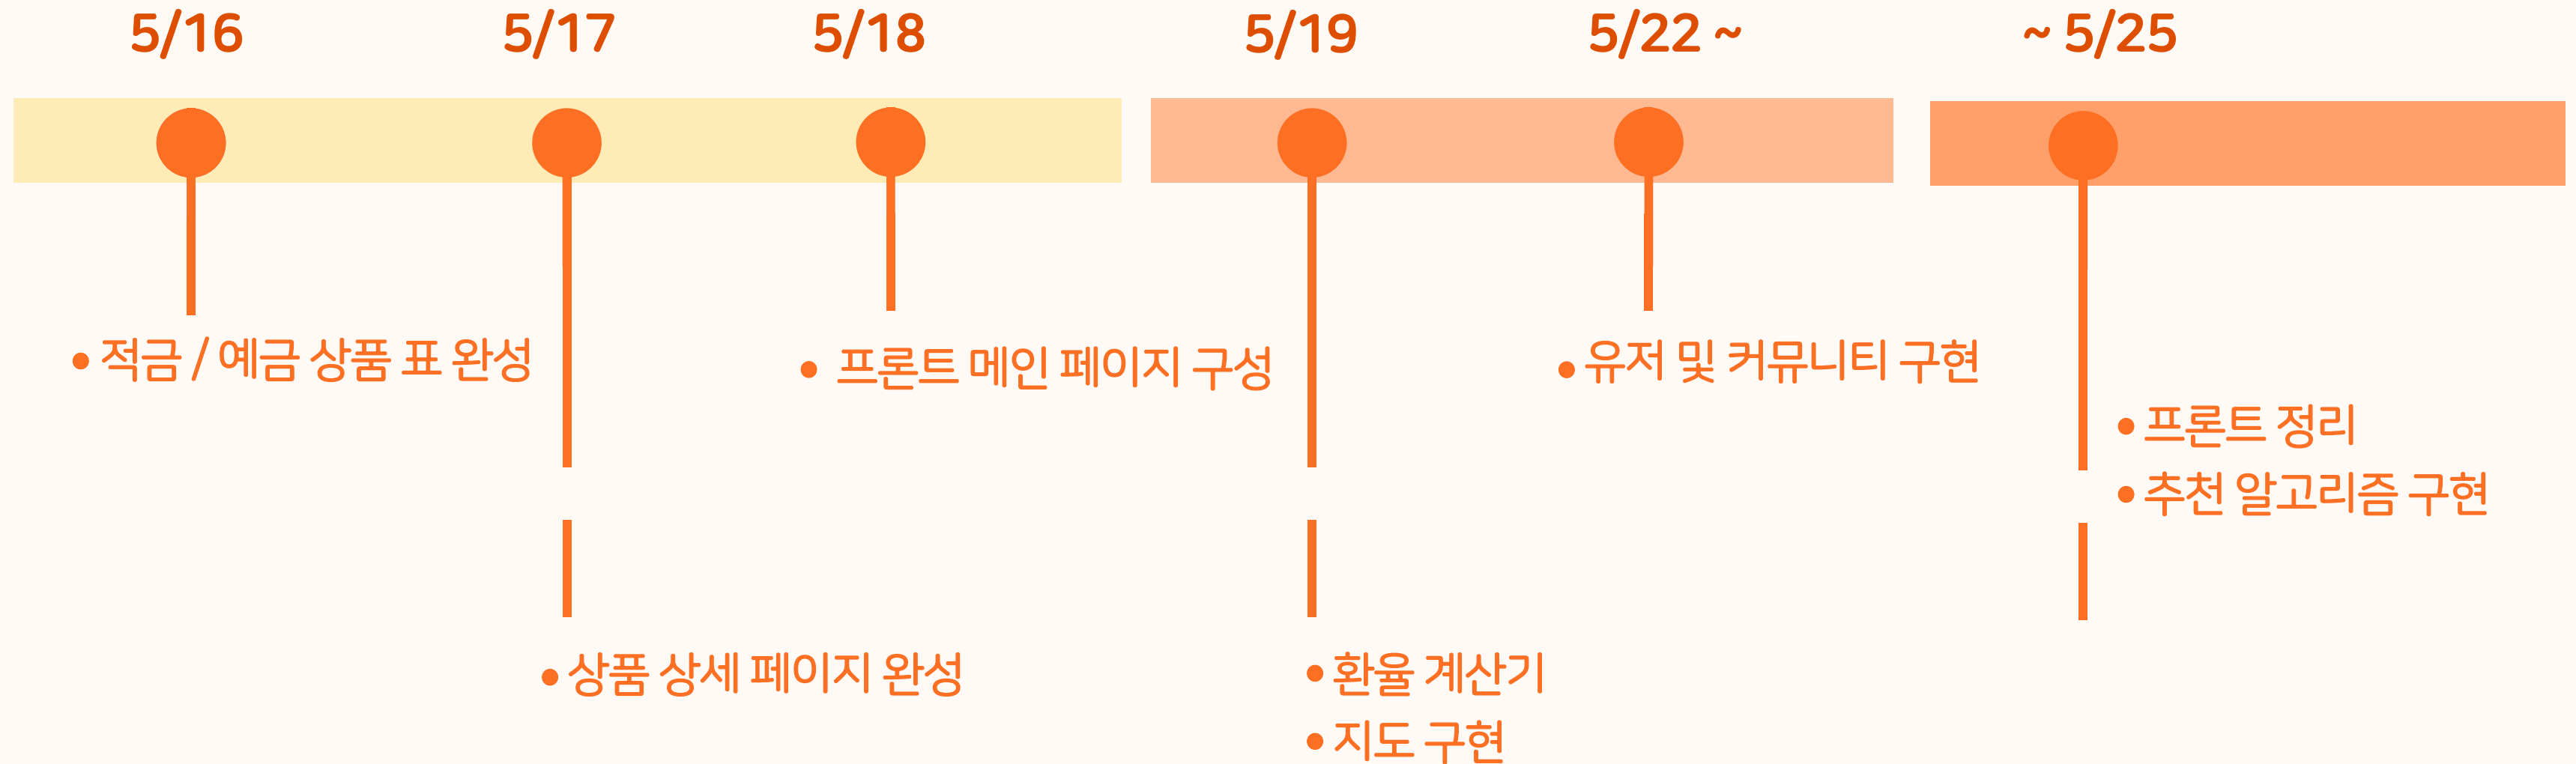 5/16
5/17
5/18
5/19
5/22 ~
~ 5/25
• 적금 / 예금 상품 표 완성
• 상품 상세 페이지 완성
• 프론트 메인 페이지 구성
• 환율 계산기
• 지도 구현
• 유저 및 커뮤니티 구현
• 프론트 정리
• 추천 알고리즘 구현